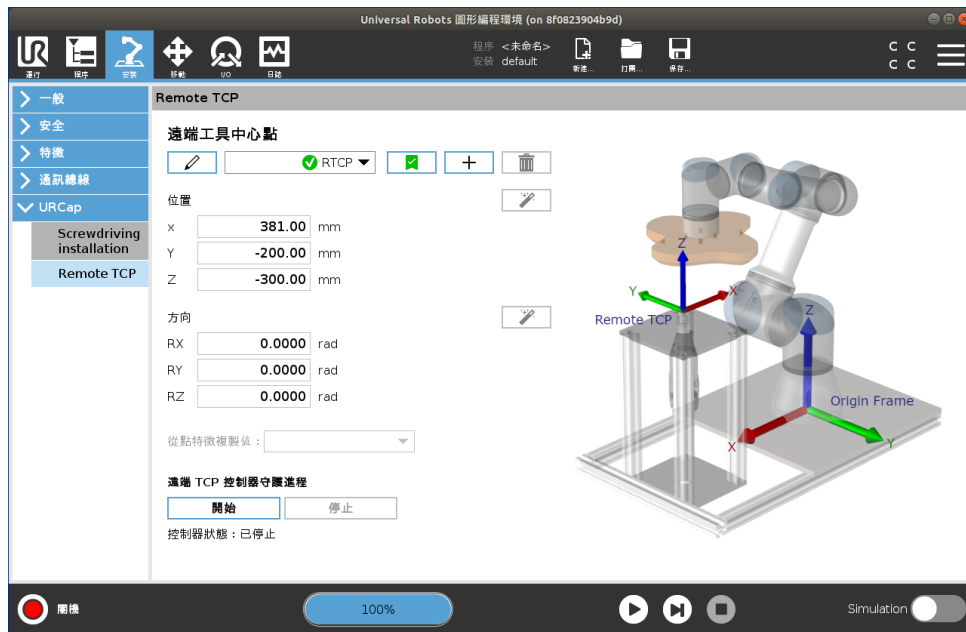 Universal Robots 圖形編程環境 (on 8f0823904b9d)
UR
運行
程序
安裝
移動
I/O
日誌
程序 <未命名>
安裝 default
新建...
打開...
保存...
C C
C C
一般
安全
特徵
通訊總線
URCap
Screwdriving
installation
Remote TCP
Remote TCP
遠端工具中心點
RTCP
位置
X 381.00 mm
Y -200.00 mm
Z -300.00 mm
方向
RX 0.0000 rad
RY 0.0000 rad
RZ 0.0000 rad
從點特徵複製值：
遠端 TCP 控制器守護進程
開始 停止
控制器狀態：已停止
Z
Y
X
Remote TCP
Z
Origin Frame
X
Y
關機
100%
Simulation